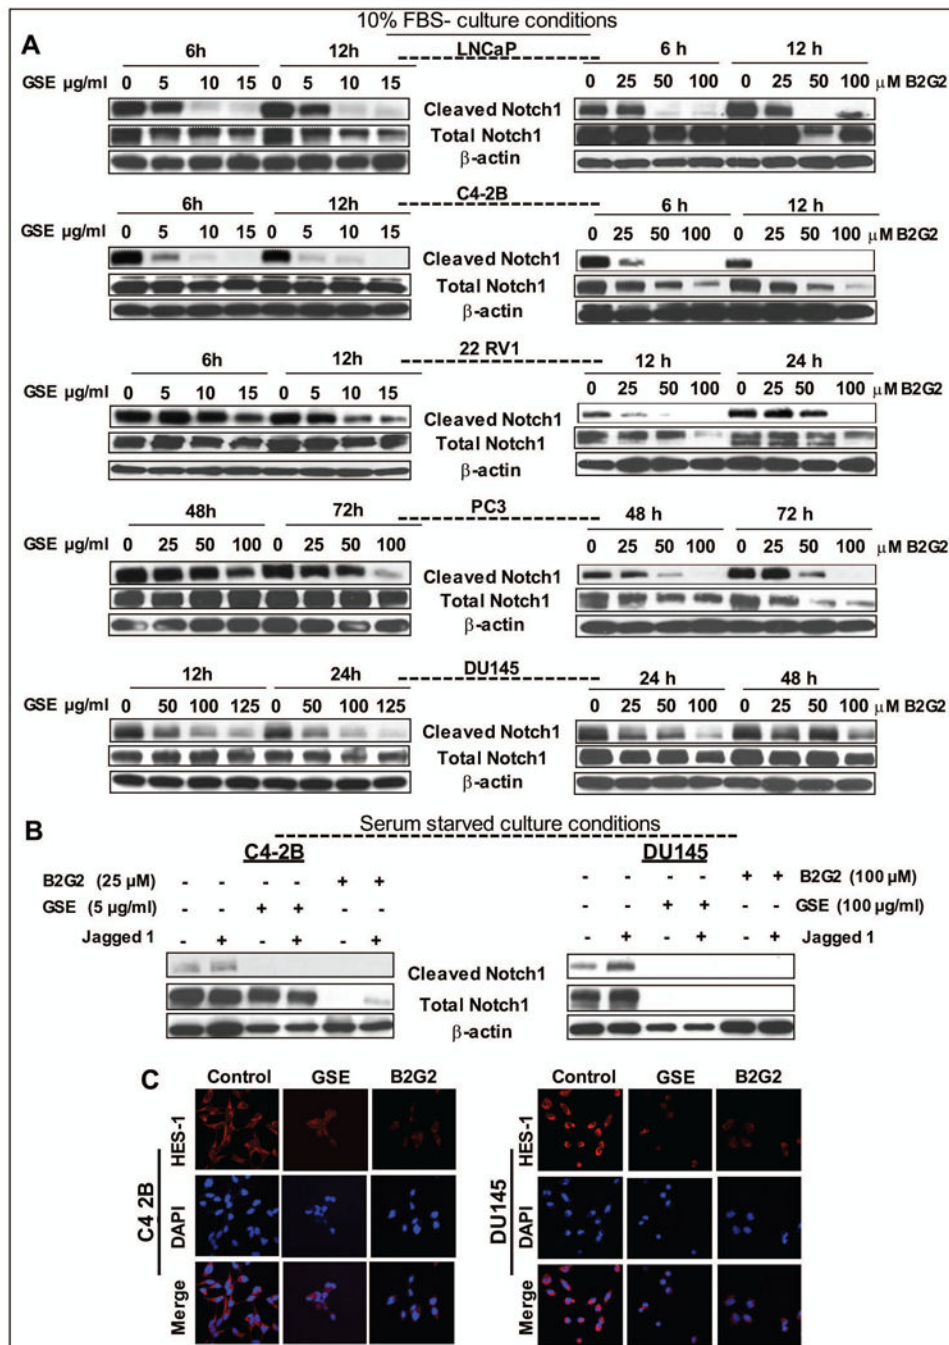 10% FBS- culture conditions
A
LNCaP
6h 12h 6 h 12 h
GSE µg/ml 0 5 10 15 0 5 10 15 0 25 50 100 0 25 50 100 µM B2G2
Cleaved Notch1
Total Notch1
β-actin
C4-2B
6h 12h 6 h 12 h
GSE µg/ml 0 5 10 15 0 5 10 15 0 25 50 100 0 25 50 100 µM B2G2
Cleaved Notch1
Total Notch1
β-actin
22 RV1
6h 12h 12 h 24 h
GSE µg/ml 0 5 10 15 0 5 10 15 0 25 50 100 0 25 50 100 µM B2G2
Cleaved Notch1
Total Notch1
β-actin
PC3
48h 72h 48 h 72 h
GSE µg/ml 0 25 50 100 0 25 50 100 0 25 50 100 0 25 50 100 µM B2G2
Cleaved Notch1
Total Notch1
β-actin
DU145
12h 24h 24 h 48 h
GSE µg/ml 0 50 100 125 0 50 100 125 0 25 50 100 0 25 50 100 µM B2G2
Cleaved Notch1
Total Notch1
β-actin
B
Serum starved culture conditions
C4-2B DU145
B2G2 (25 µM) - - - - + + - - - - + + B2G2 (100 µM)
GSE (5 µg/ml) - - + + - - - - + + - - GSE (100 µg/ml)
Jagged 1 - + - + - + - + - + - + Jagged 1
Cleaved Notch1
Total Notch1
β-actin
C
Control GSE B2G2 Control GSE B2G2
C4 2B
HES-1
DAPI
Merge
DU145
HES-1
DAPI
Merge